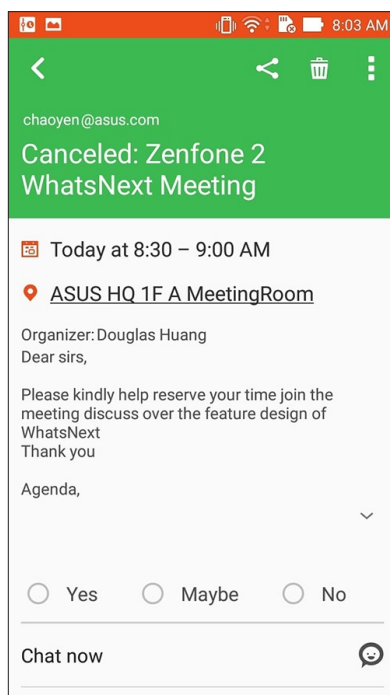 8:03 AM
chaoyen@asus.com
Canceled: Zenfone 2
WhatsNext Meeting
Today at 8:30 – 9:00 AM
ASUS HQ 1F A MeetingRoom
Organizer: Douglas Huang
Dear sirs,
Please kindly help reserve your time join the
meeting discuss over the feature design of
WhatsNext
Thank you
Agenda,
Yes Maybe No
Chat now